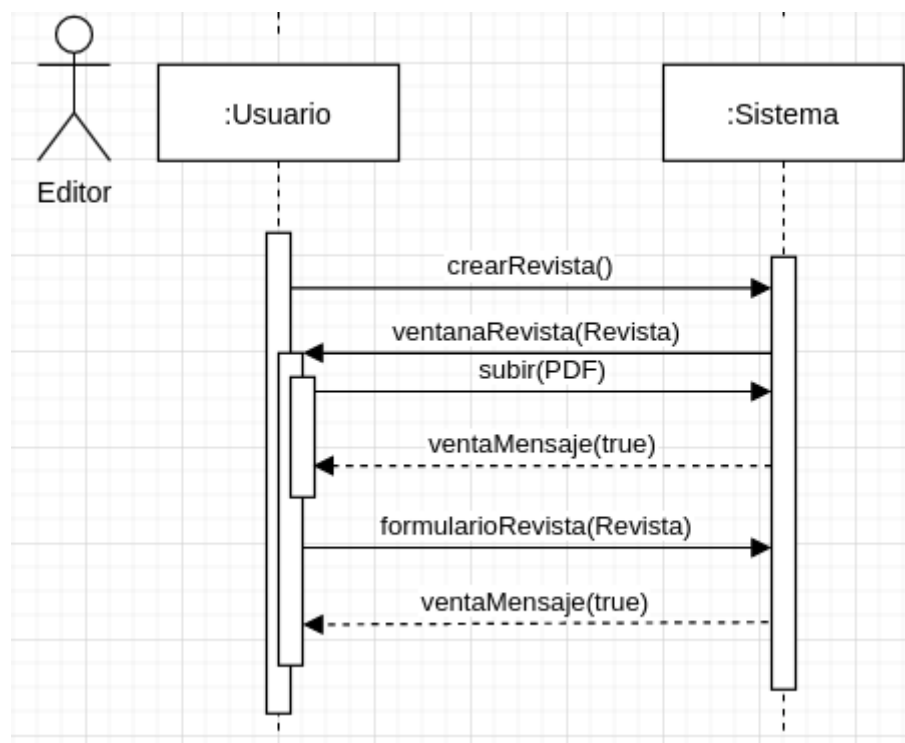 :Usuario
:Sistema
Editor
crearRevista()
ventanaRevista(Revista)
subir(PDF)
ventaMensaje(true)
formularioRevista(Revista)
ventaMensaje(true)